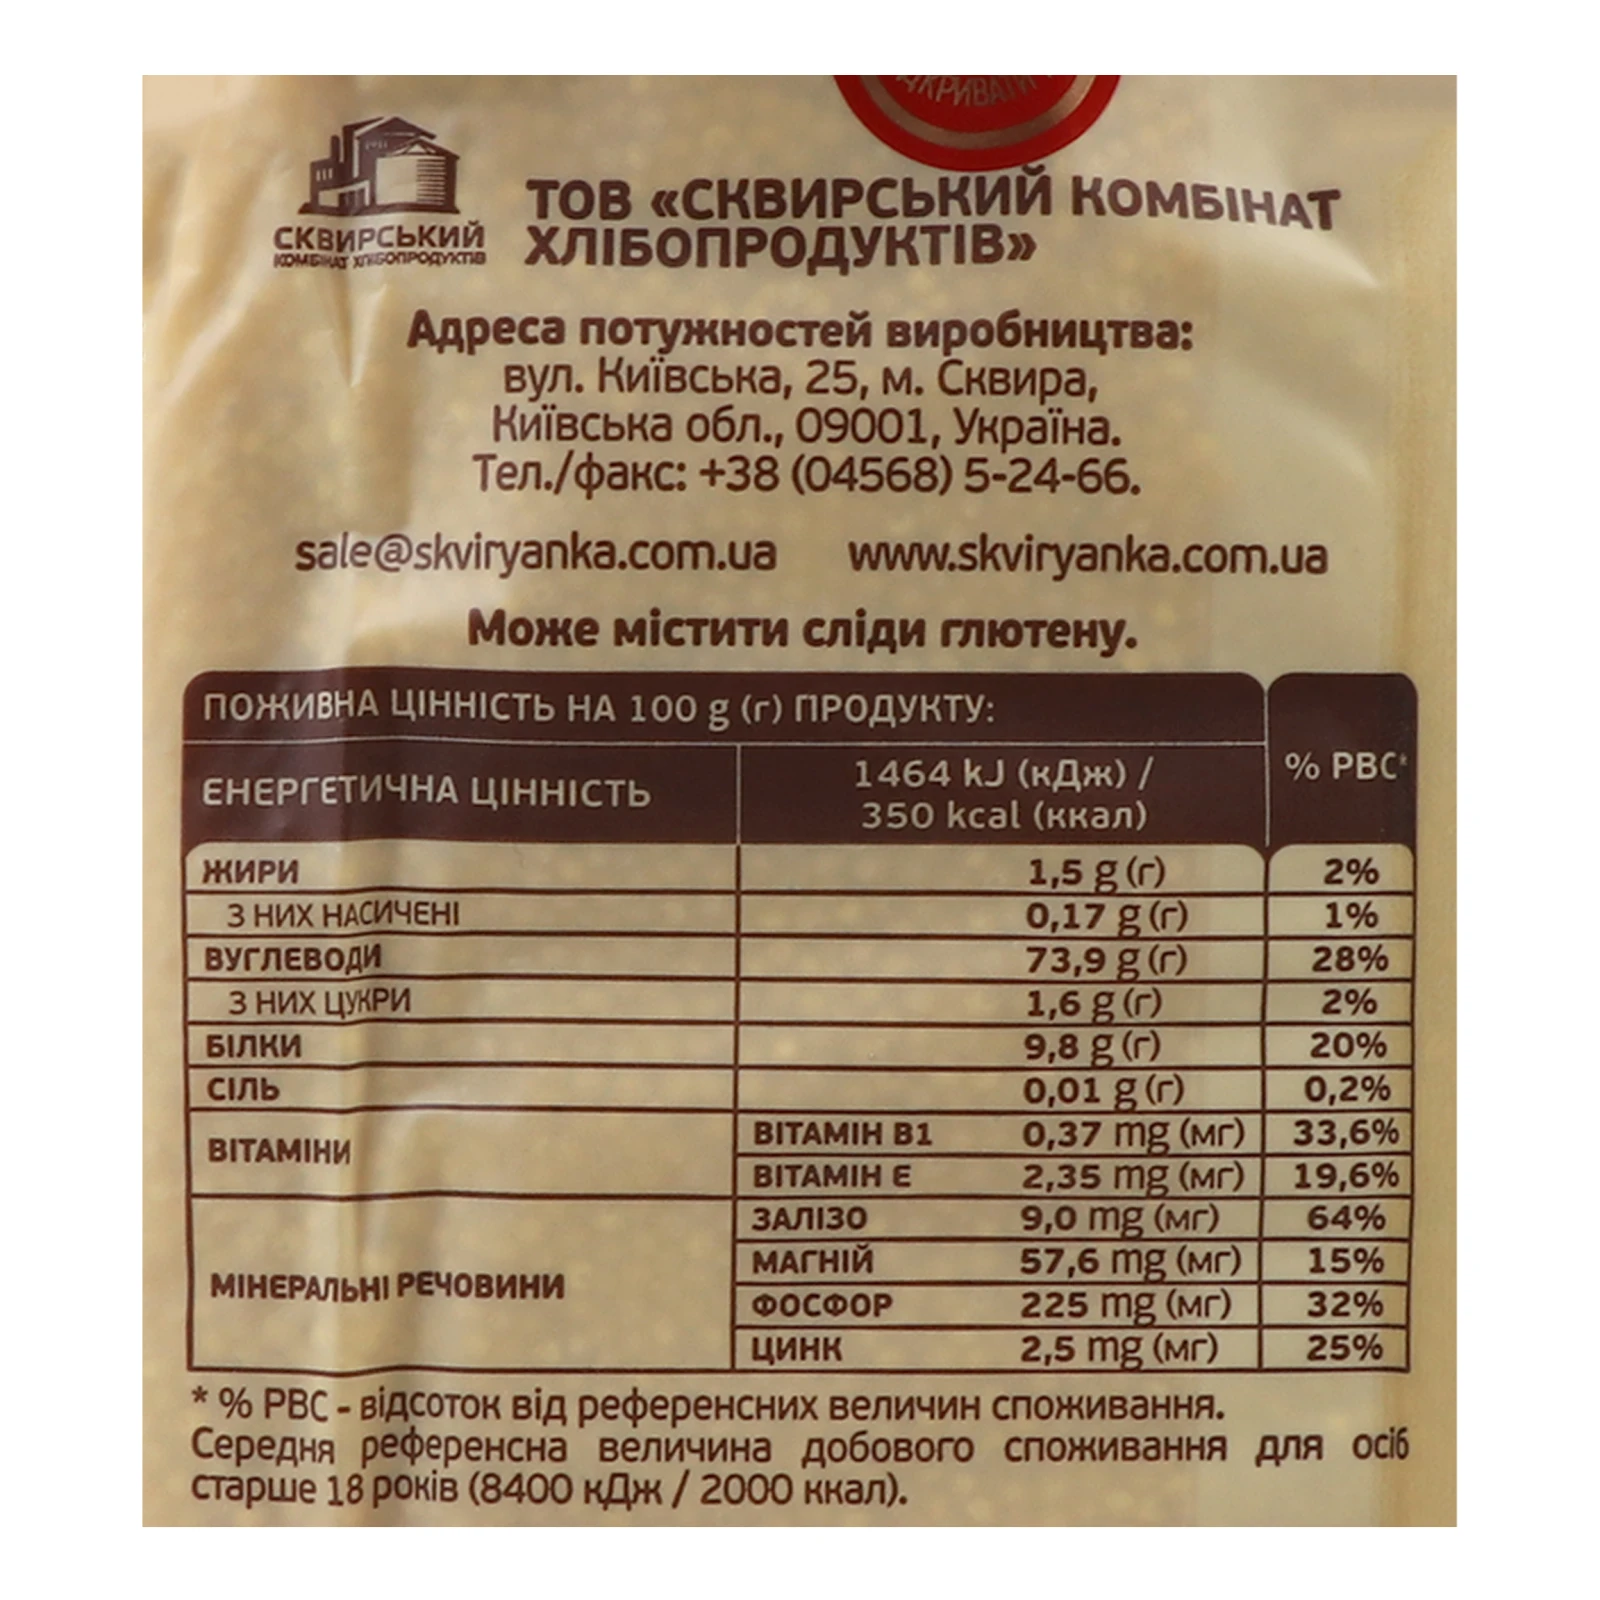 1911
СКВИРСЬКИЙ
КОМБІНАТ ХЛІБОПРОДУКТІВ
ТОВ «СКВИРСЬКИЙ КОМБІНАТ
ХЛІБОПРОДУКТІВ»
Адреса потужностей виробництва:
вул. Київська, 25, м. Сквира,
Київська обл., 09001, Україна.
Тел./факс: +38 (04568) 5-24-66.
sale@skviryanka.com.ua www.skviryanka.com.ua
Може містити сліди глютену.
ПОЖИВНА ЦІННІСТЬ НА 100 g (г) ПРОДУКТУ:
% РВС*
ЕНЕРГЕТИЧНА ЦІННІСТЬ 1464 kJ (кДж) /
350 kcal (ккал)
ЖИРИ 1,5 g (г) 2%
З НИХ НАСИЧЕНІ 0,17 g (г) 1%
ВУГЛЕВОДИ 73,9 g (г) 28%
З НИХ ЦУКРИ 1,6 g (г) 2%
БІЛКИ 9,8 g (г) 20%
СІЛЬ 0,01 g (г) 0,2%
ВІТАМІНИ ВІТАМІН В1 0,37 mg (мг) 33,6%
ВІТАМІН Е 2,35 mg (мг) 19,6%
МІНЕРАЛЬНІ РЕЧОВИНИ ЗАЛІЗО 9,0 mg (мг) 64%
МАГНІЙ 57,6 mg (мг) 15%
ФОСФОР 225 mg (мг) 32%
ЦИНК 2,5 mg (мг) 25%
* % РВС - відсоток від референсних величин споживання.
Середня референсна величина добового споживання для осіб
старше 18 років (8400 кДж / 2000 ккал).